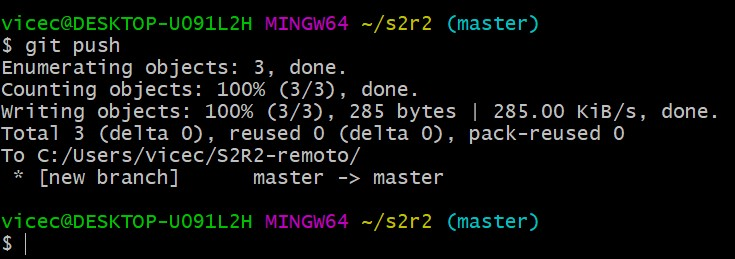 vicec@DESKTOP-U091L2H MINGW64 ~/s2r2 (master)
$ git push
Enumerating objects: 3, done.
Counting objects: 100% (3/3), done.
Writing objects: 100% (3/3), 285 bytes | 285.00 KiB/s, done.
Total 3 (delta 0), reused 0 (delta 0), pack-reused 0
To C:/Users/vicec/S2R2-remoto/
 * [new branch]      master -> master

vicec@DESKTOP-U091L2H MINGW64 ~/s2r2 (master)
$